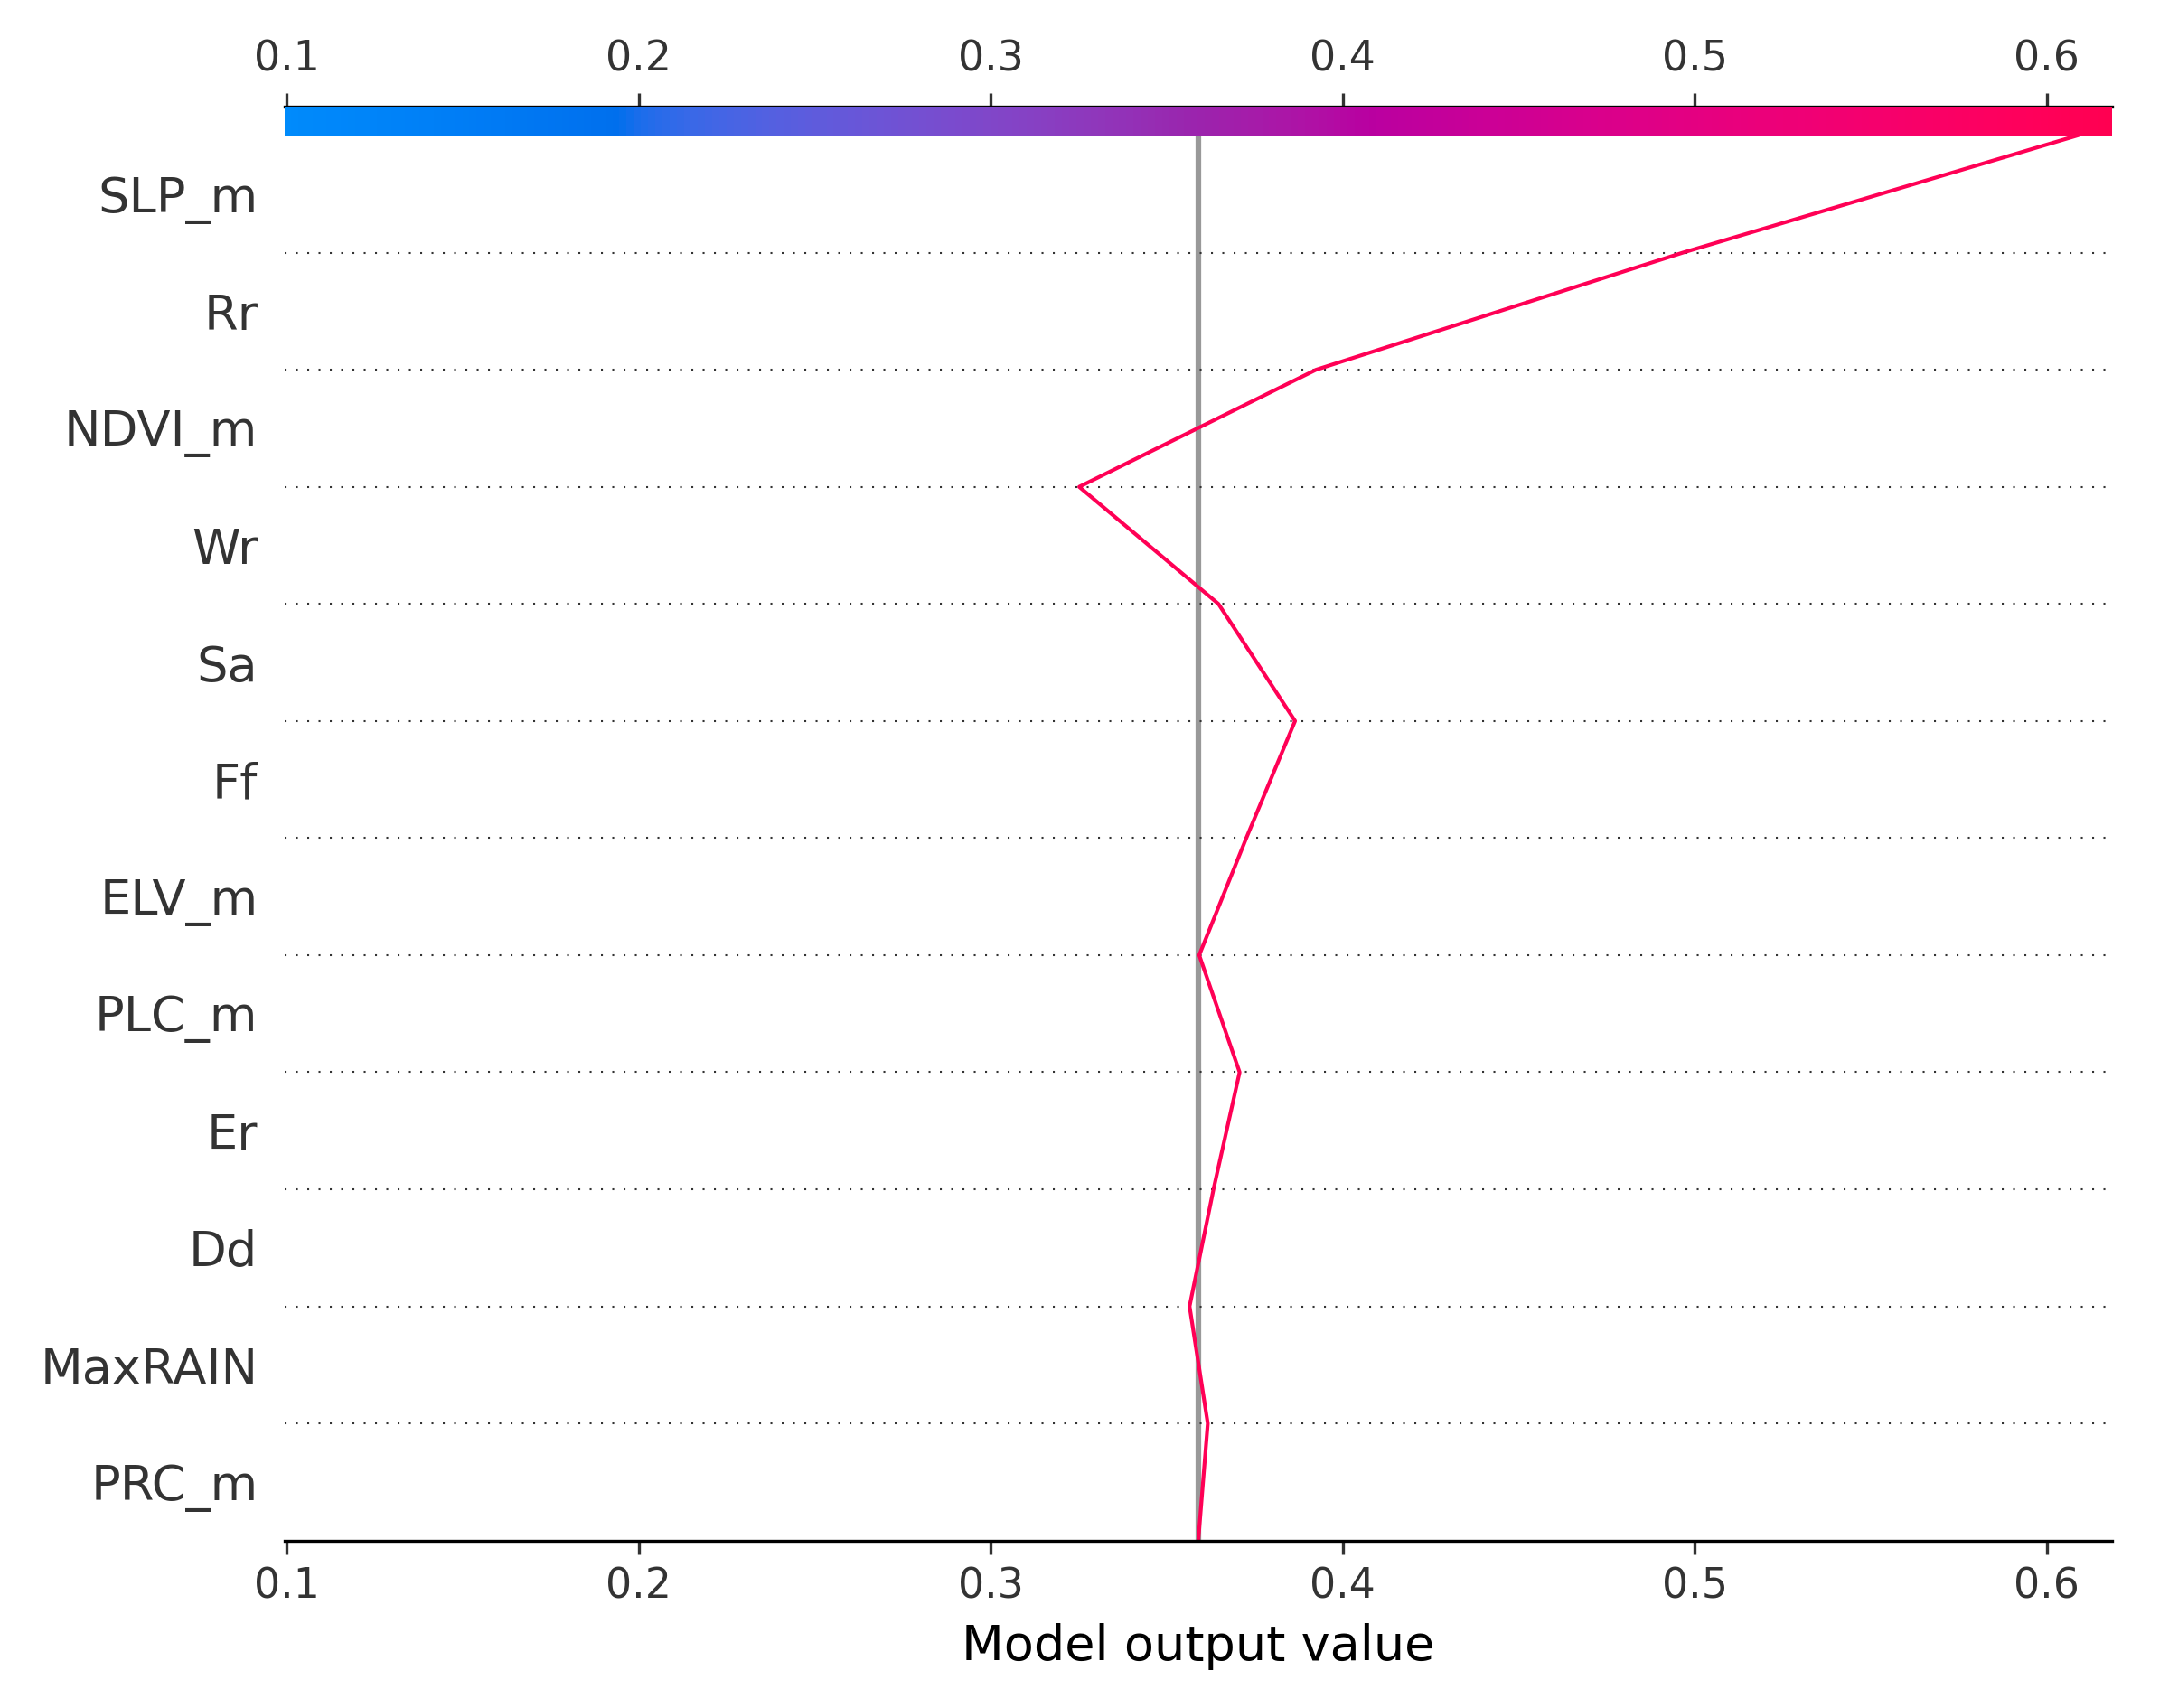 0.1 0.2 0.3 0.4 0.5 0.6
SLP_m
Rr
NDVI_m
Wr
Sa
Ff
ELV_m
PLC_m
Er
Dd
MaxRAIN
PRC_m
0.1 0.2 0.3 0.4 0.5 0.6
Model output value